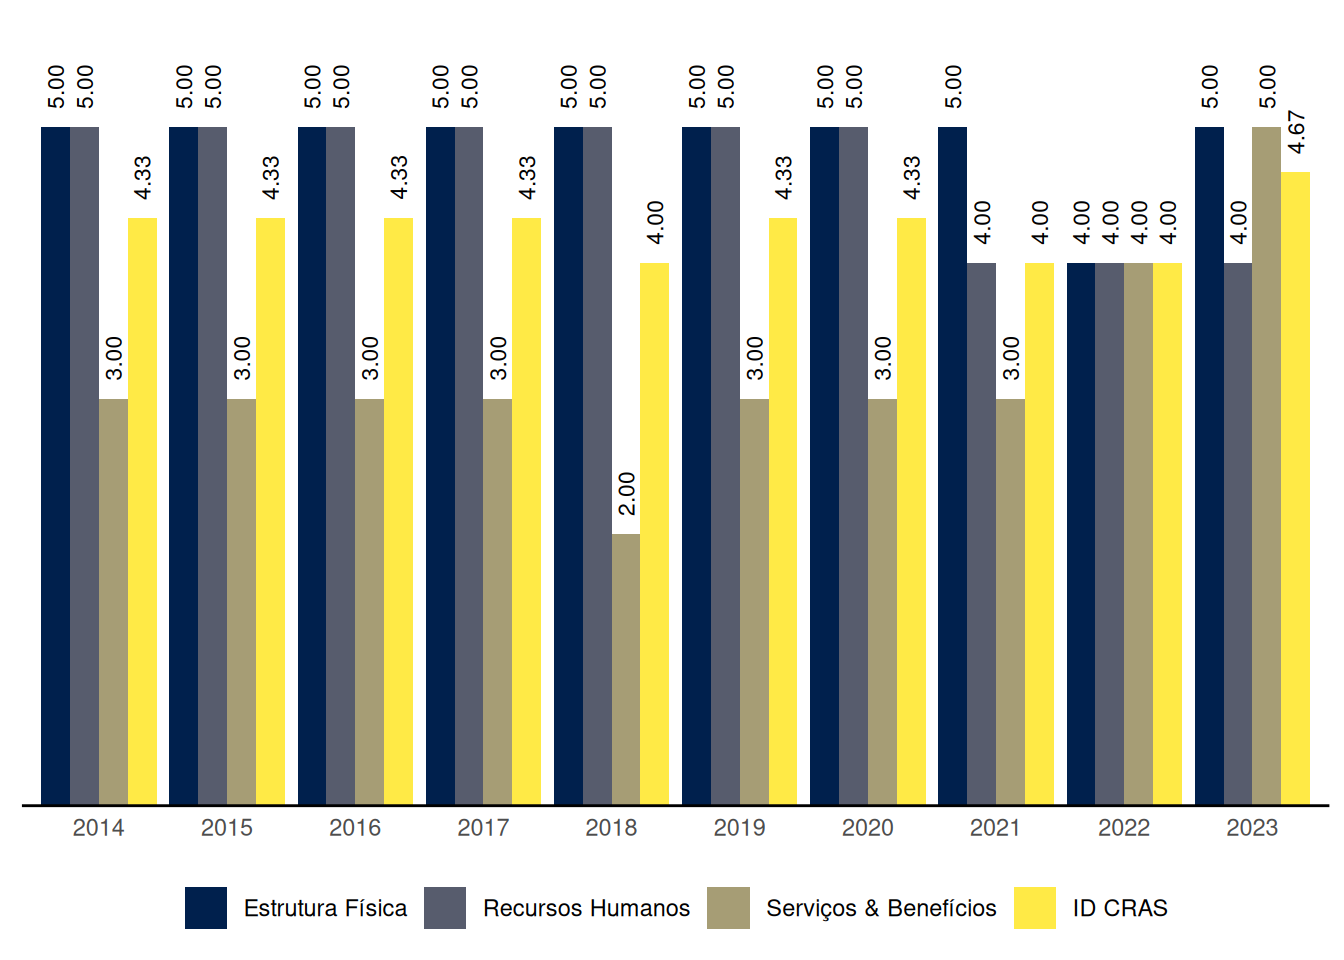 5.00 5.00 3.00 4.33 5.00 5.00 3.00 4.33 5.00 5.00 3.00 4.33 5.00 5.00 3.00 4.33 5.00 5.00 2.00 4.00 5.00 5.00 3.00 4.33 5.00 5.00 3.00 4.33 5.00 4.00 3.00 4.00 4.00 4.00 4.00 4.00 5.00 4.00 5.00 4.67
2014 2015 2016 2017 2018 2019 2020 2021 2022 2023
Estrutura Física Recursos Humanos Serviços & Benefícios ID CRAS